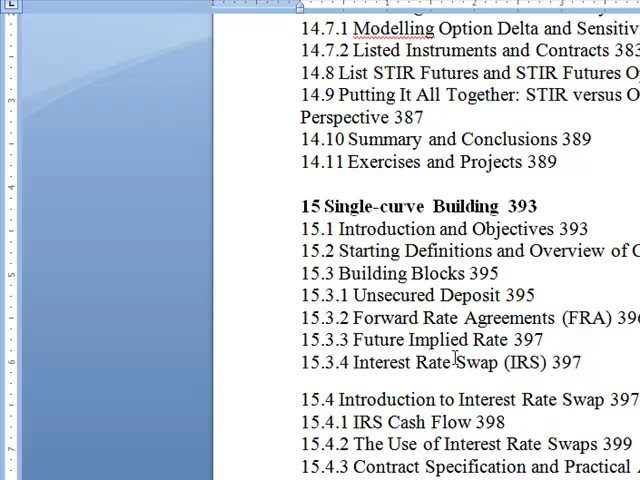 14.7.1 Modelling Option Delta and Sensitiv
14.7.2 Listed Instruments and Contracts 383
14.8 List STIR Futures and STIR Futures O
14.9 Putting It All Together: STIR versus O
Perspective 387
14.10 Summary and Conclusions 389
14.11 Exercises and Projects 389
15 Single-curve Building 393
15.1 Introduction and Objectives 393
15.2 Starting Definitions and Overview of C
15.3 Building Blocks 395
15.3.1 Unsecured Deposit 395
15.3.2 Forward Rate Agreements (FRA) 396
15.3.3 Future Implied Rate 397
15.3.4 Interest Rate Swap (IRS) 397
15.4 Introduction to Interest Rate Swap 397
15.4.1 IRS Cash Flow 398
15.4.2 The Use of Interest Rate Swaps 399
15.4.3 Contract Specification and Practical